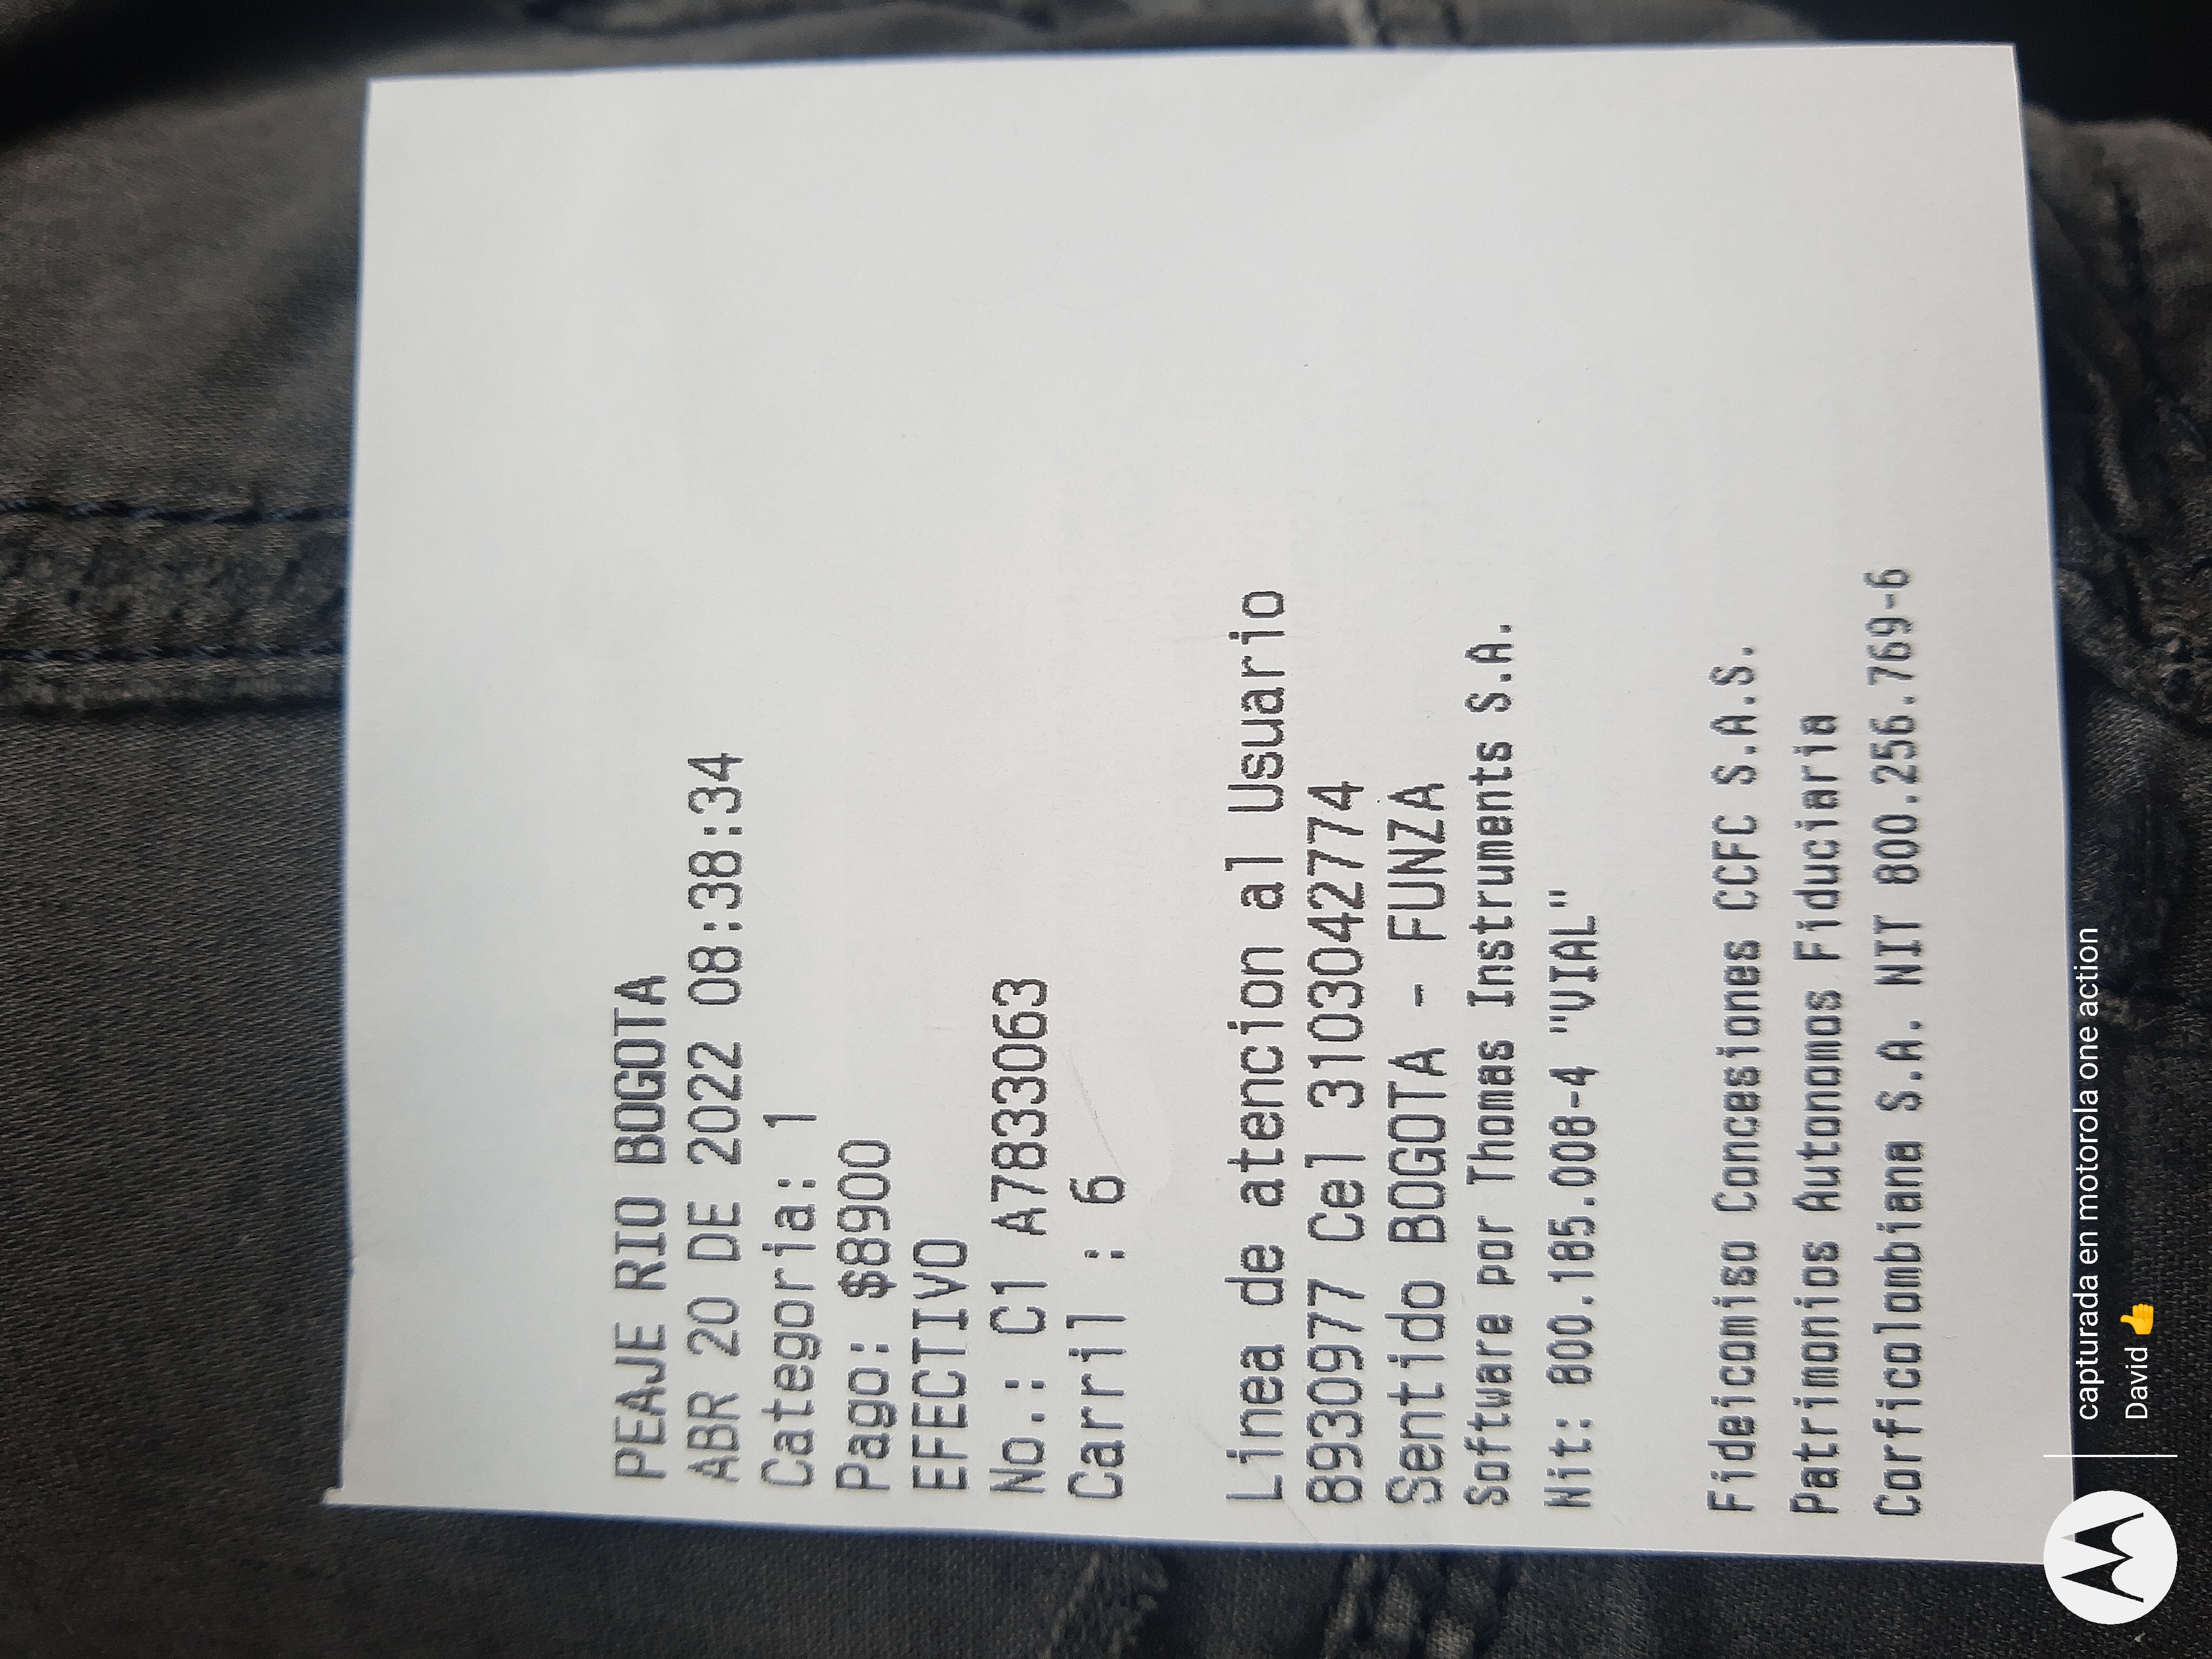 PEAJE RIO BOGOTA
ABR 20 DE 2022 08:38:34
Categoria: 1
Pago: $8900
EFECTIVO
No.: C1 A7833063
Carril : 6
Linea de atencion al Usuario
8930977 Cel 3103042774
Sentido BOGOTA - FUNZA
Software por Thomas Instruments S.A.
Nit: 800.185.008-4 "VIAL"
Fideicomiso Concesiones CCFC S.A.S.
Patrimonios Autonomos Fiduciaria
Corficolombiana S.A. NIT 800.256.769-6
capturada en motorola one action
David 👍